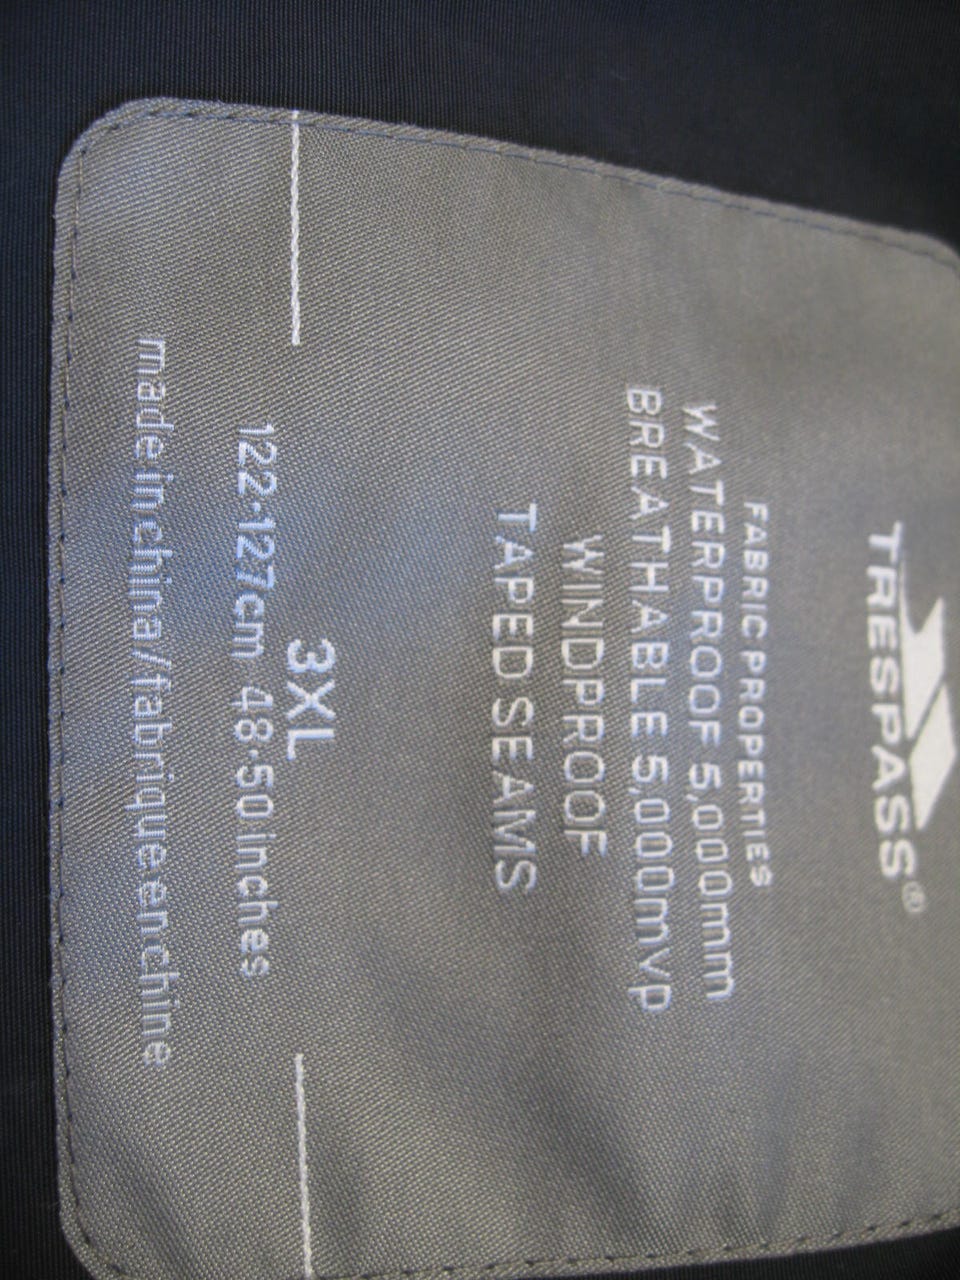 TRESPASS®
FABRIC PROPERTIES
WATERPROOF 5,000mm
BREATHABLE 5,000mvp
WINDPROOF
TAPED SEAMS
3XL
122-127cm 48-50 inches
made in china/fabrique en chine